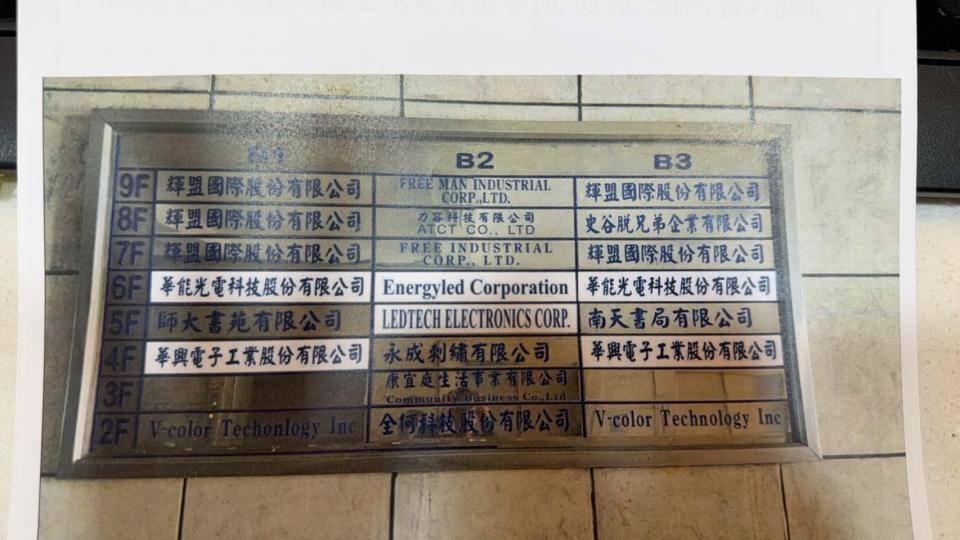 B2 B3
9F 輝盟國際股份有限公司 FREE MAN INDUSTRIAL CORP.,LTD. 輝盟國際股份有限公司
8F 輝盟國際股份有限公司 力容科技有限公司 ATCT CO., LTD 史谷脱兄弟企業有限公司
7F 輝盟國際股份有限公司 FREE INDUSTRIAL CORP., LTD. 輝盟國際股份有限公司
6F 華能光電科技股份有限公司 Energyled Corporation 華能光電科技股份有限公司
5F 師大書苑有限公司 LEDTECH ELECTRONICS CORP. 南天書局有限公司
4F 華興電子工業股份有限公司 永成刺繡有限公司 華興電子工業股份有限公司
3F 康宜庭生活事業有限公司 Community Business Co.,Ltd
2F V-color Techonlogy Inc 全何科技股份有限公司 V-color Technology Inc